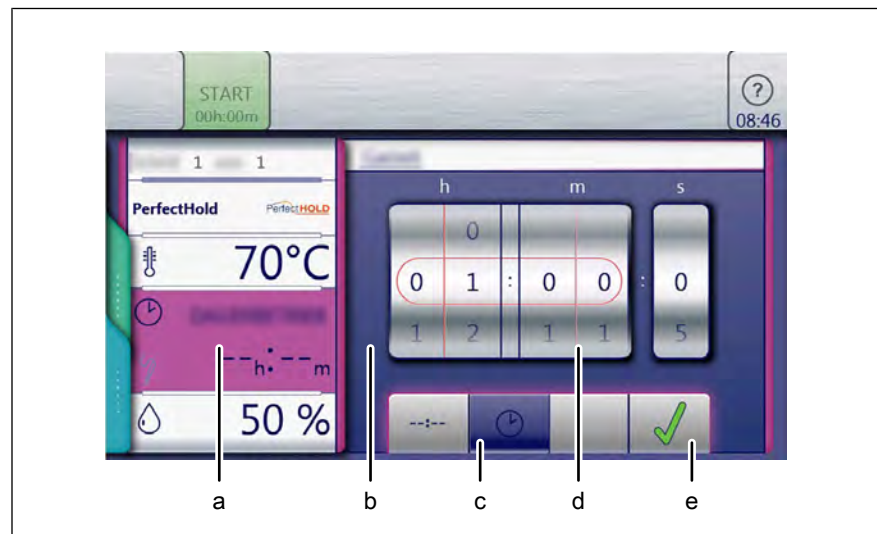 START
00h:00m
?
08:46
1 1
PerfectHold PerfectHOLD
70°C
--h:--m
50 %
h m s
0
0 1 : 0 0 : 0
1 2 1 1 5
--:--
a b c d e